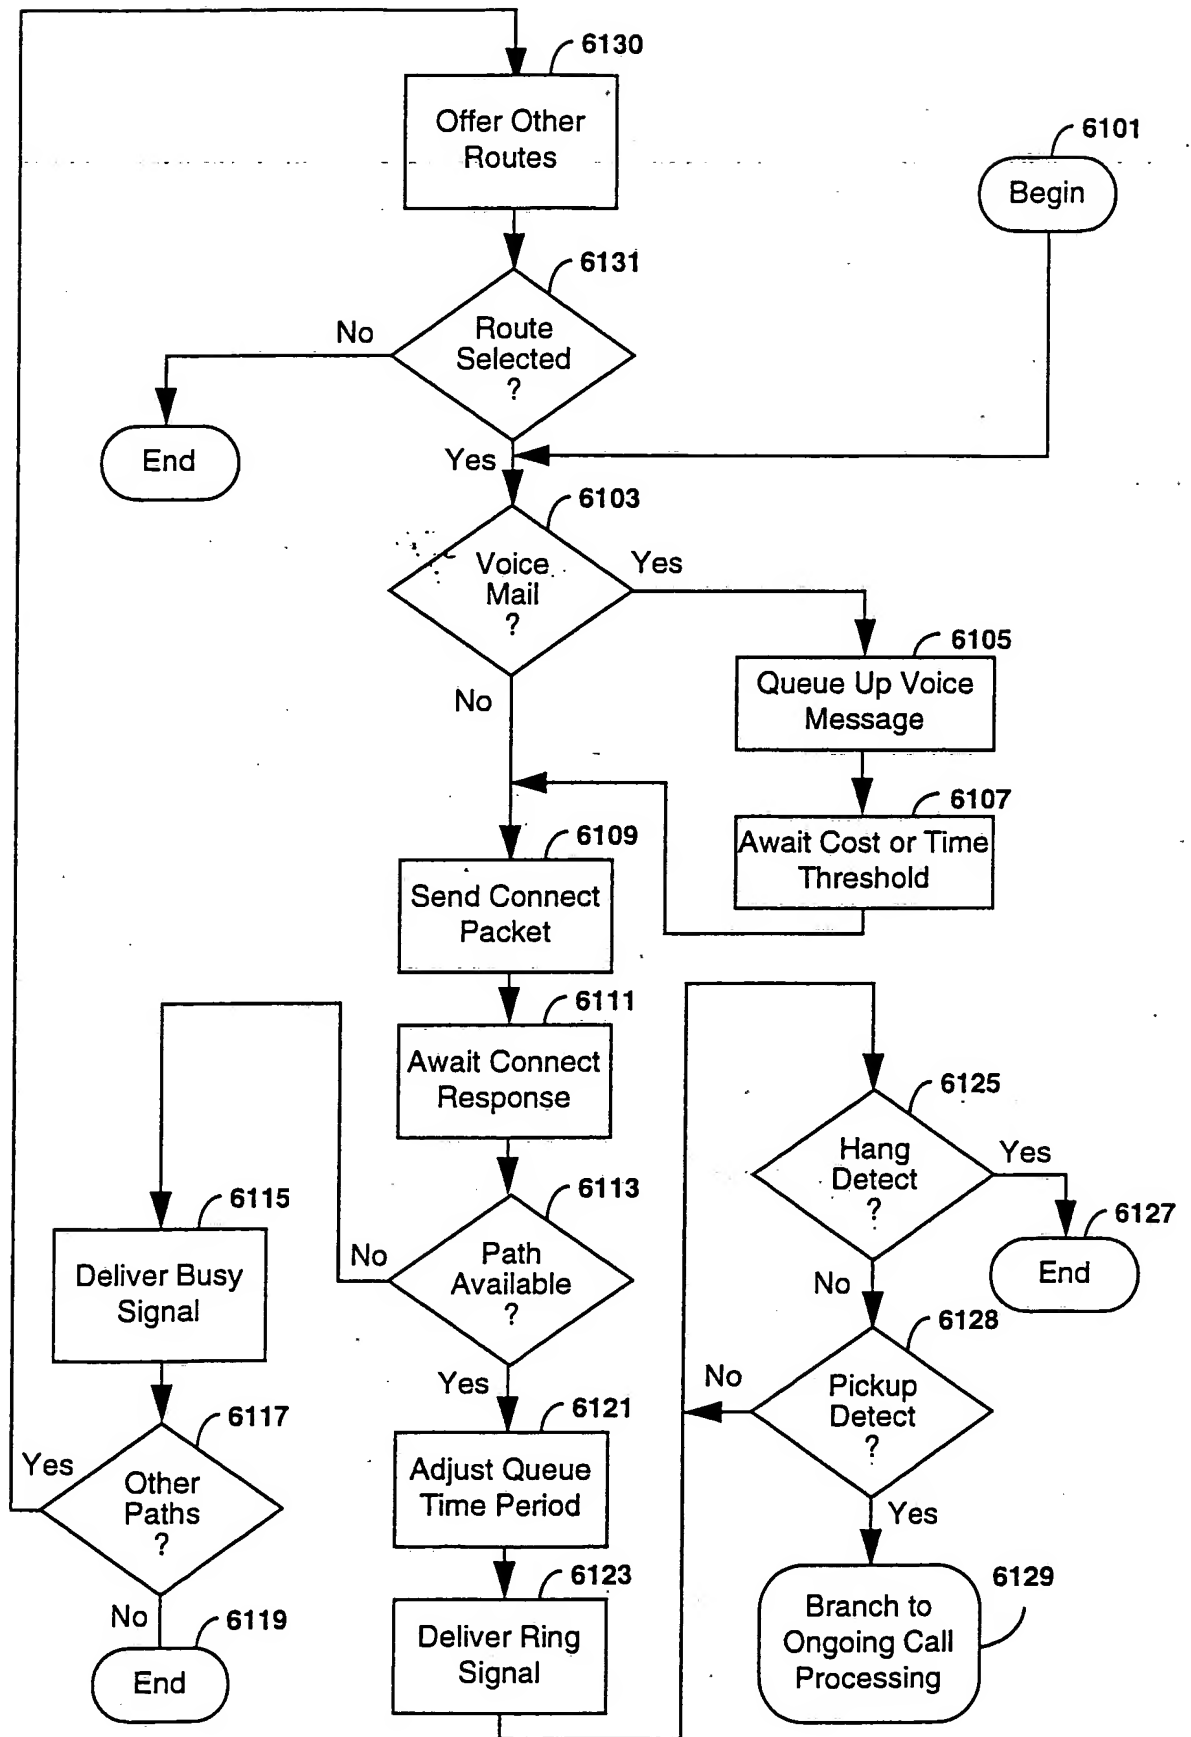 6130
Offer Other
Routes
6101
Begin
6131
Route
Selected
?
No
End
Yes
6103
Voice
Mail
?
Yes
No
6105
Queue Up Voice
Message
6107
Await Cost or Time
Threshold
6109
Send Connect
Packet
6111
Await Connect
Response
6113
Path
Available
?
No
Yes
6115
Deliver Busy
Signal
6117
Other
Paths
?
Yes
No
6119
End
6121
Adjust Queue
Time Period
6123
Deliver Ring
Signal
6125
Hang
Detect
?
Yes
6127
End
No
6128
Pickup
Detect
?
No
Yes
6129
Branch to
Ongoing Call
Processing